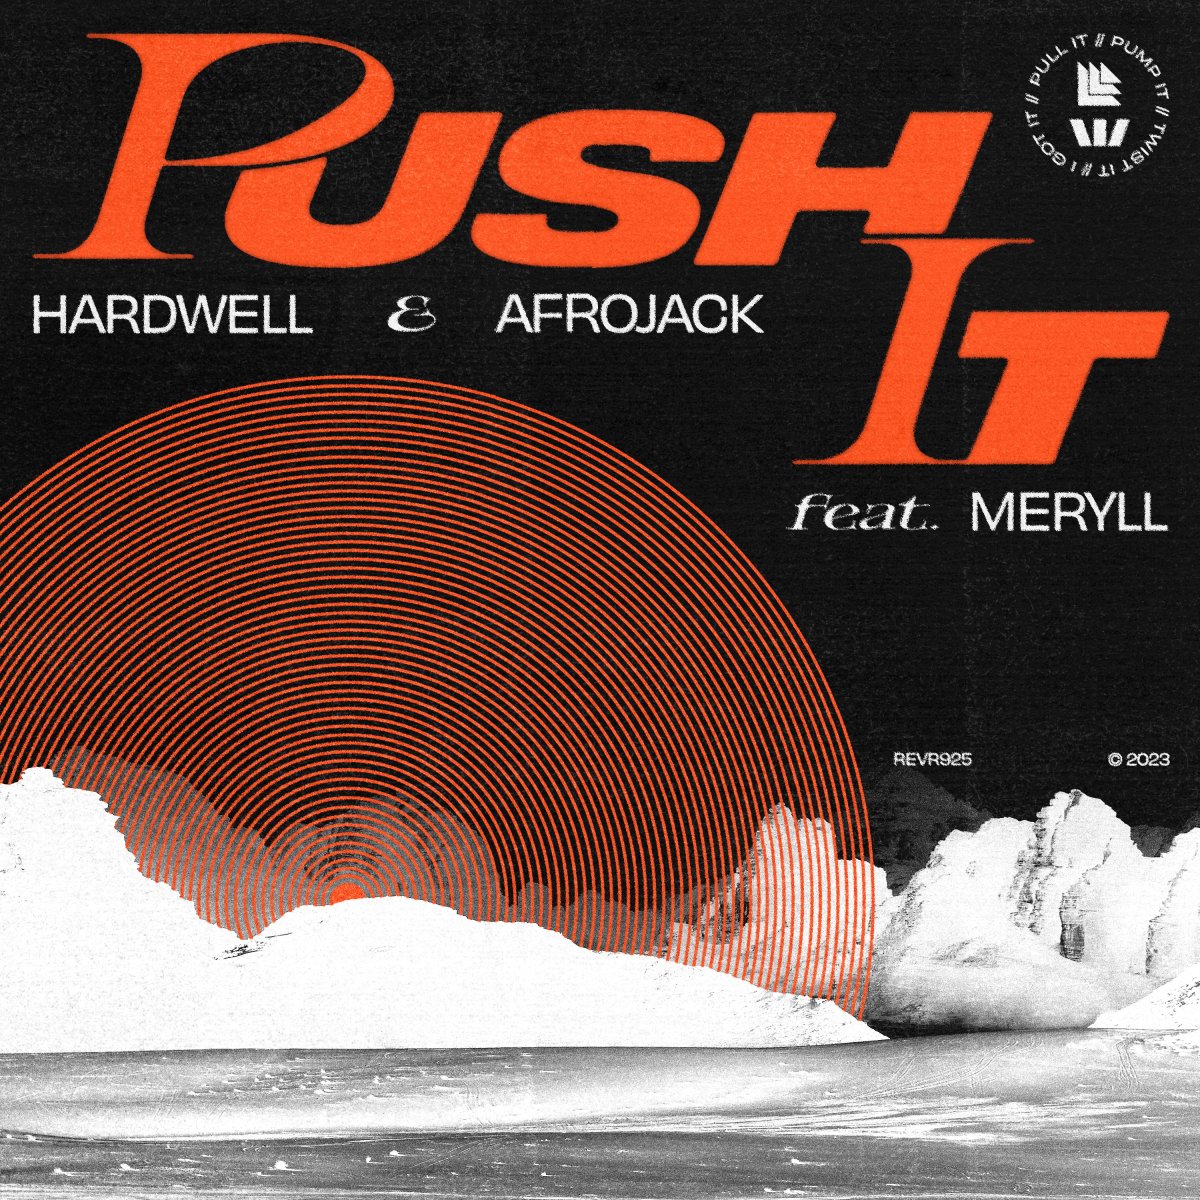 PUSH
IT
HARDWELL & AFROJACK
feat. MERYLL
PULL IT // PUMP IT // TWIST IT // I GOT IT //
REVR925
© 2023